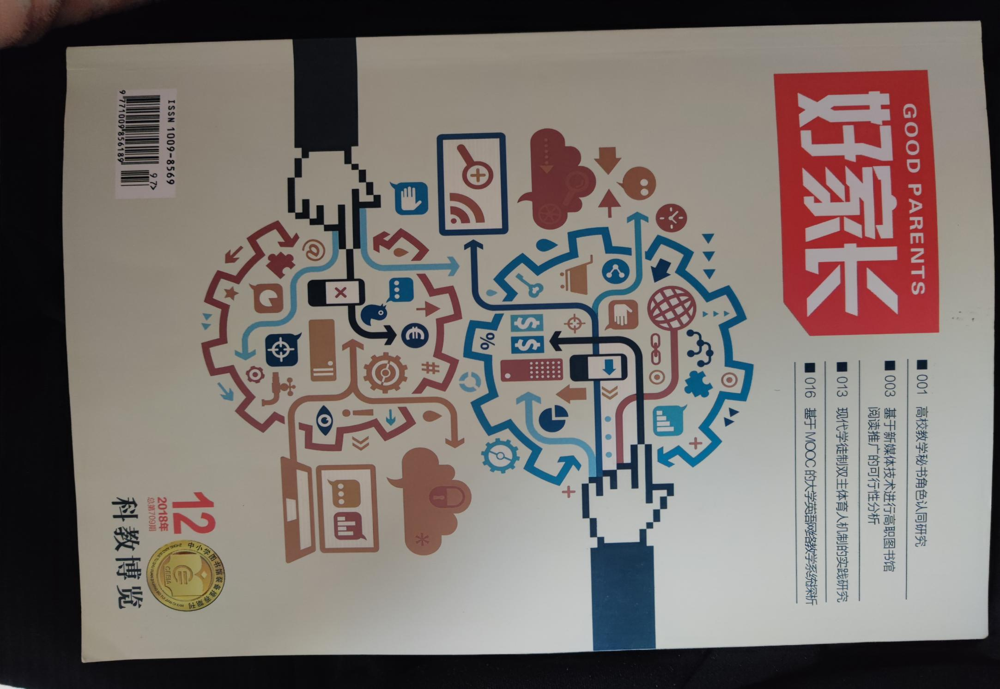 GOOD PARENTS
好家长
■ 001 高校教学秘书角色认同研究
■ 003 基于新媒体技术进行高职图书馆
阅读推广的可行性分析
■ 013 现代学徒制双主体育人机制的实践研究
■ 016 基于MOOC的大学英语网络教学系统探析
@
#
%
$
$
€
ISSN 1009-8569
9 771009 856189
97>
12
2018年
总第709期
中小学图书馆装备推荐期刊
CEEIA
科教博览